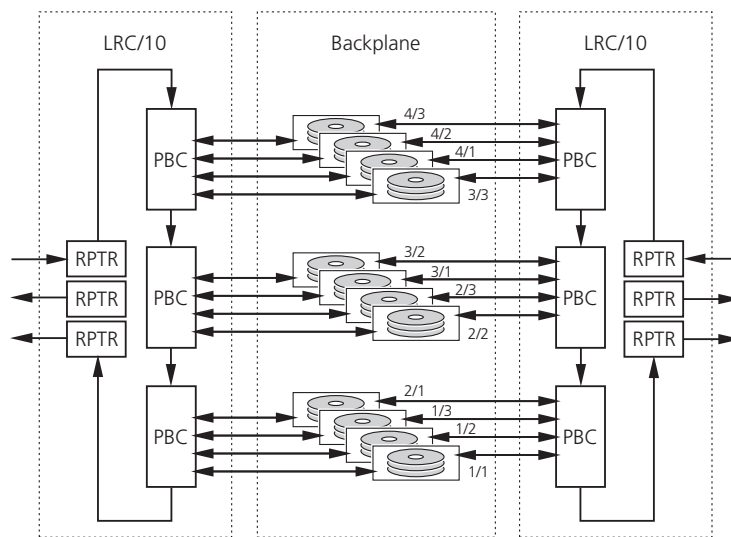 LRC/10
Backplane
LRC/10
4/3
4/2
4/1
3/3
PBC
PBC
3/2
3/1
2/3
2/2
RPTR
RPTR
RPTR
PBC
PBC
RPTR
RPTR
RPTR
2/1
1/3
1/2
1/1
PBC
PBC